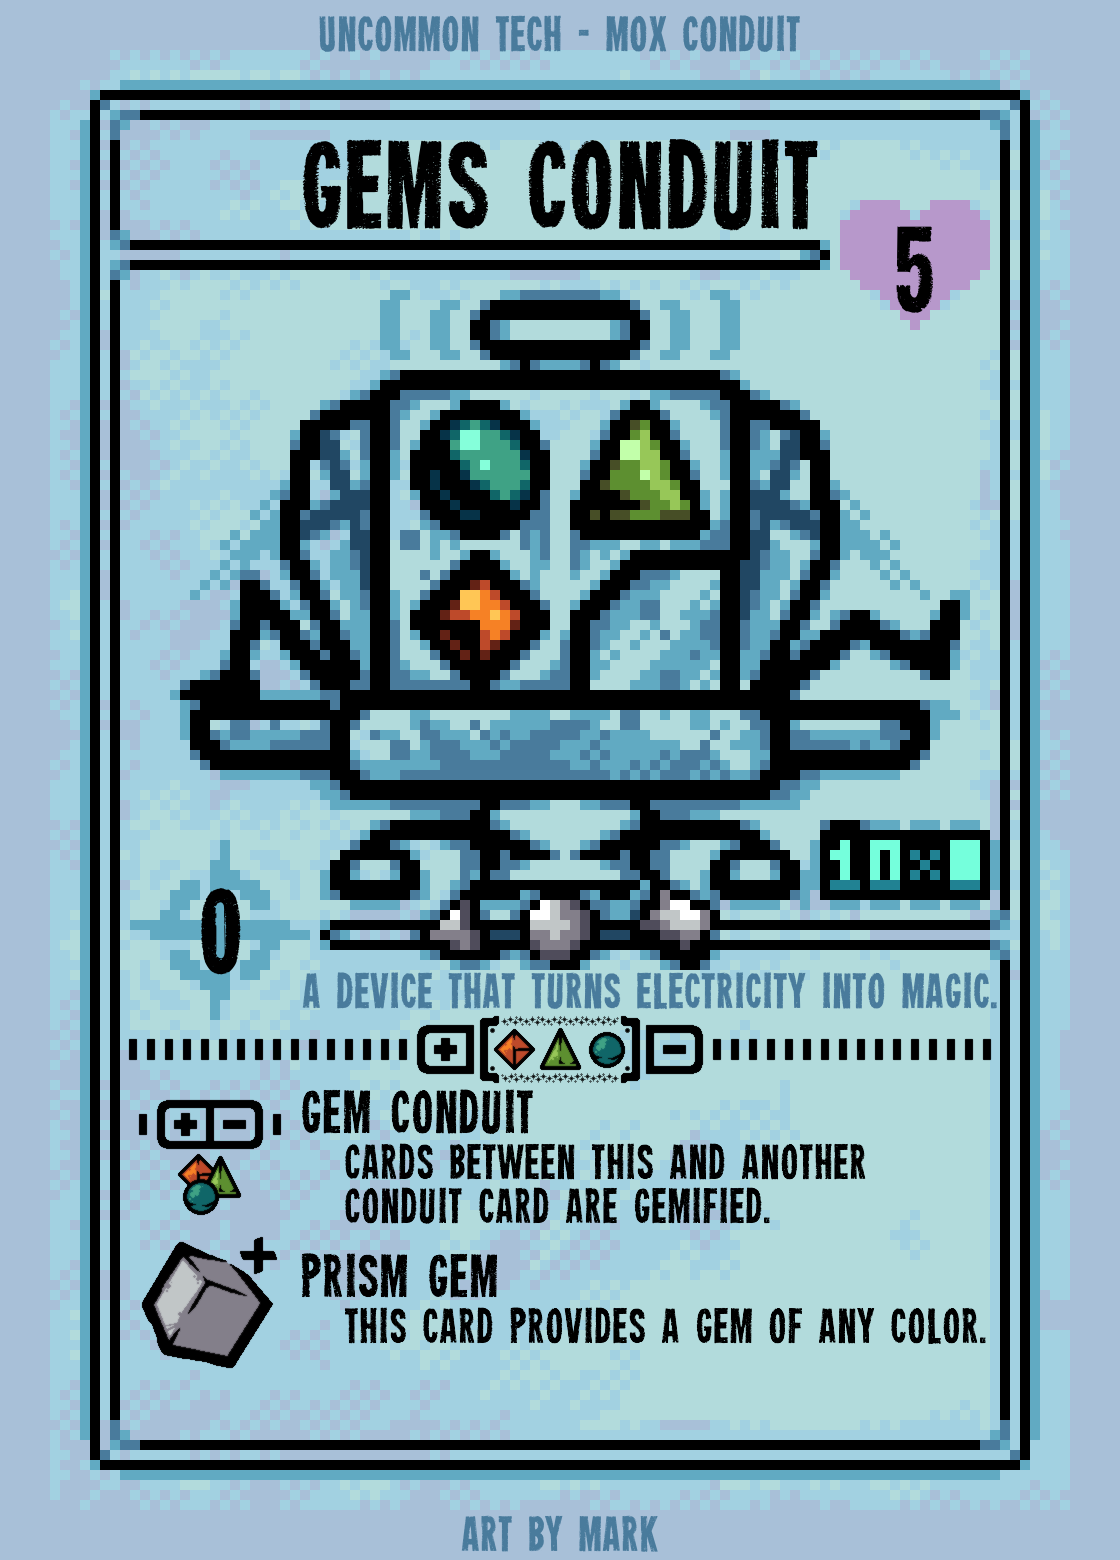 UNCOMMON TECH - MOX CONDUIT
GEMS CONDUIT
5
10×
0
A DEVICE THAT TURNS ELECTRICITY INTO MAGIC.
GEM CONDUIT
CARDS BETWEEN THIS AND ANOTHER
CONDUIT CARD ARE GEMIFIED.
PRISM GEM
THIS CARD PROVIDES A GEM OF ANY COLOR.
ART BY MARK